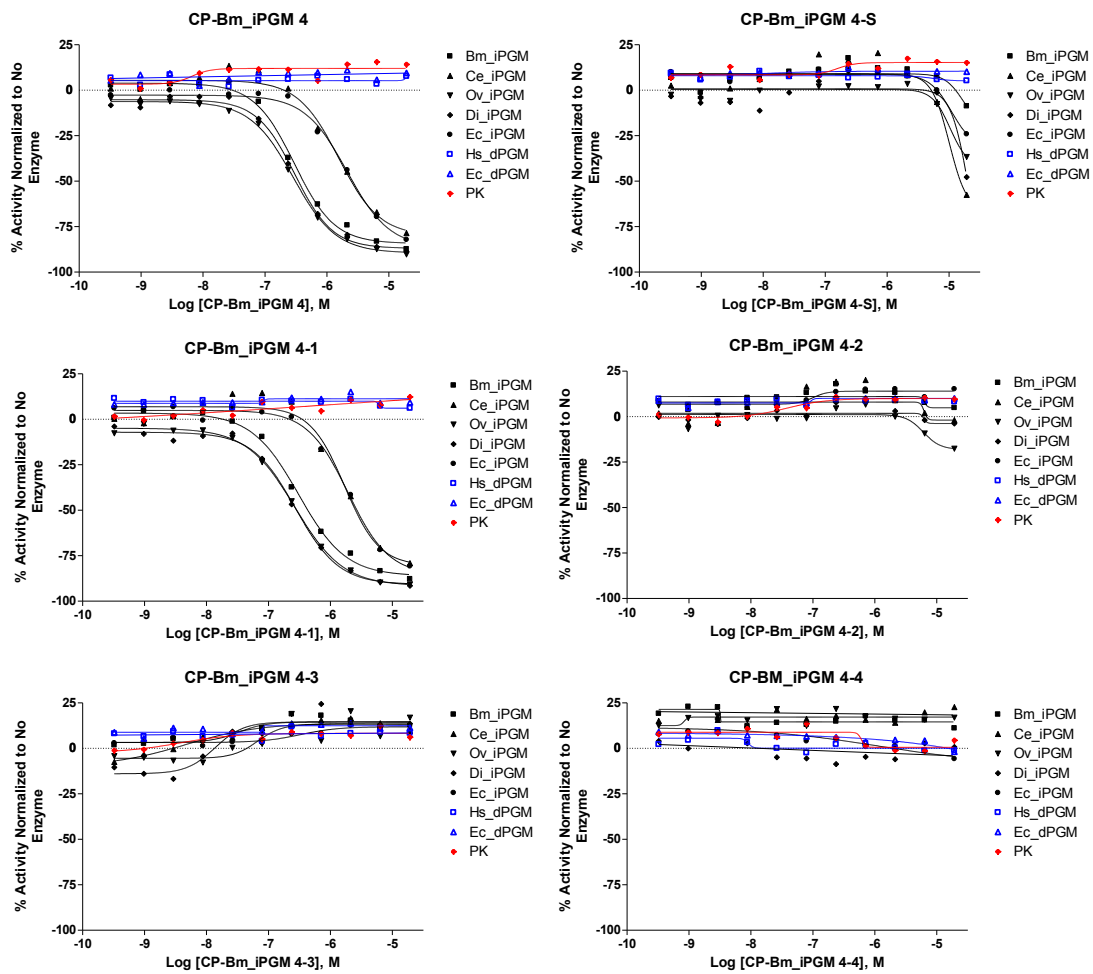 CP-Bm_iPGM 4
% Activity Normalized to No
Enzyme
25
0
-25
-50
-75
-100
-10
-9
-8
-7
-6
-5
Log [CP-Bm_iPGM 4], M
Bm_iPGM
Ce_iPGM
Ov_iPGM
Di_iPGM
Ec_iPGM
Hs_dPGM
Ec_dPGM
PK
CP-Bm_iPGM 4-S
% Activity Normalized to No
Enzyme
25
0
-25
-50
-75
-100
-10
-9
-8
-7
-6
-5
Log [CP-Bm_iPGM 4-S], M
Bm_iPGM
Ce_iPGM
Ov_iPGM
Di_iPGM
Ec_iPGM
Hs_dPGM
Ec_dPGM
PK
CP-Bm_iPGM 4-1
% Activity Normalized to No
Enzyme
25
0
-25
-50
-75
-100
-10
-9
-8
-7
-6
-5
Log [CP-Bm_iPGM 4-1], M
Bm_iPGM
Ce_iPGM
Ov_iPGM
Di_iPGM
Ec_iPGM
Hs_dPGM
Ec_dPGM
PK
CP-Bm_iPGM 4-2
% Activity Normalized to No
Enzyme
25
0
-25
-50
-75
-100
-10
-9
-8
-7
-6
-5
Log [CP-Bm_iPGM 4-2], M
Bm_iPGM
Ce_iPGM
Ov_iPGM
Di_iPGM
Ec_iPGM
Hs_dPGM
Ec_dPGM
PK
CP-Bm_iPGM 4-3
% Activity Normalized to No
Enzyme
25
0
-25
-50
-75
-100
-10
-9
-8
-7
-6
-5
Log [CP-Bm_iPGM 4-3], M
Bm_iPGM
Ce_iPGM
Ov_iPGM
Di_iPGM
Ec_iPGM
Hs_dPGM
Ec_dPGM
PK
CP-BM_iPGM 4-4
% Activity Normalized to No
Enzyme
25
0
-25
-50
-75
-100
-10
-9
-8
-7
-6
-5
Log [CP-Bm_iPGM 4-4], M
Bm_iPGM
Ce_iPGM
Ov_iPGM
Di_iPGM
Ec_iPGM
Hs_dPGM
Ec_dPGM
PK